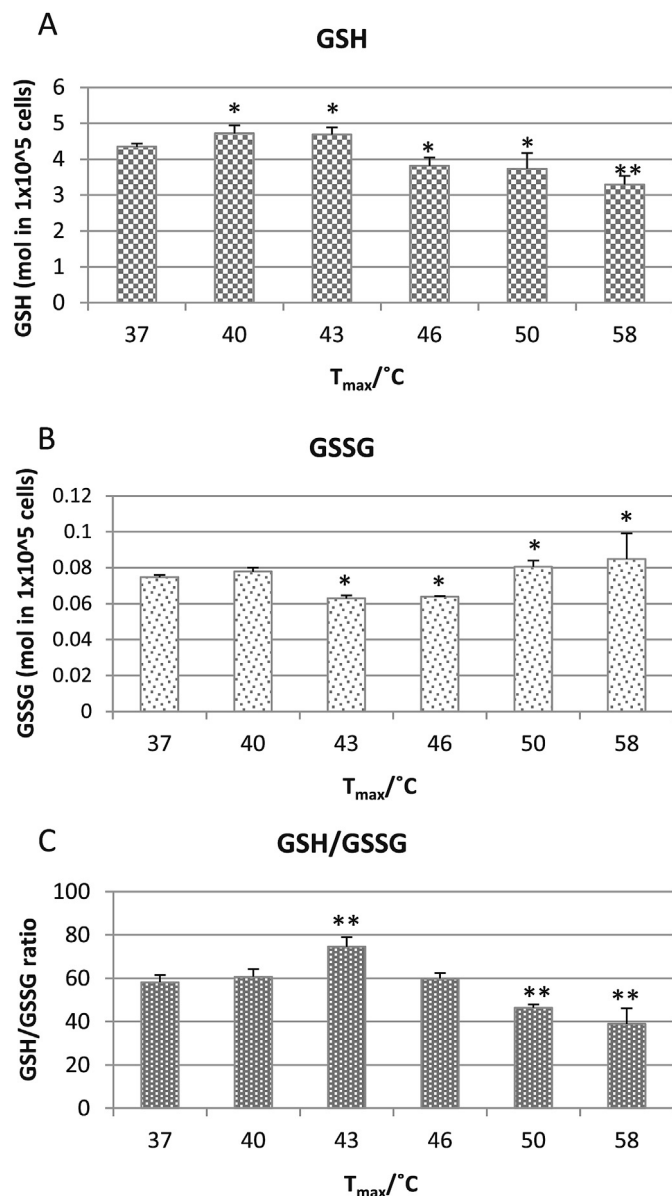 A
GSH
GSH (mol in 1x10^5 cells)
6
5
4
3
2
1
0
* * * * **
37 40 43 46 50 58
Tmax/°C
B
GSSG
GSSG (mol in 1x10^5 cells)
0.12
0.1
0.08
0.06
0.04
0.02
0
* * * *
37 40 43 46 50 58
Tmax/°C
C
GSH/GSSG
GSH/GSSG ratio
100
80
60
40
20
0
** ** **
37 40 43 46 50 58
Tmax/°C